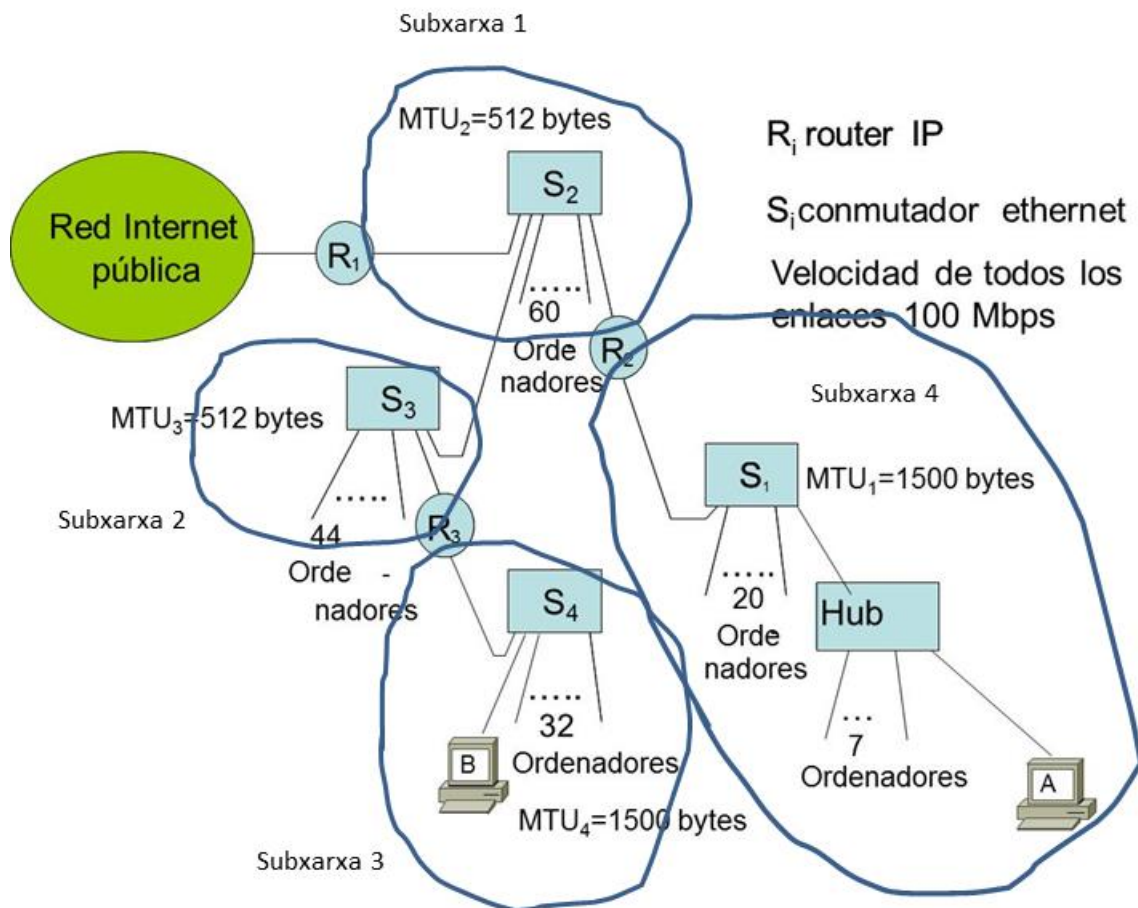 Subxarxa 1
MTU₂=512 bytes
S₂
R₁
Red Internet
pública
.....
60
Orde
nadores
R₂
Rᵢ router IP
Sᵢ conmutador ethernet
Velocidad de todos los
enlaces 100 Mbps
Subxarxa 4
S₃
MTU₃=512 bytes
.....
Subxarxa 2
44
Orde -
nadores
R₃
S₁
MTU₁=1500 bytes
.....
20
Orde
nadores
Hub
...
7
Ordenadores
A
S₄
.....
32
Ordenadores
B
MTU₄=1500 bytes
Subxarxa 3